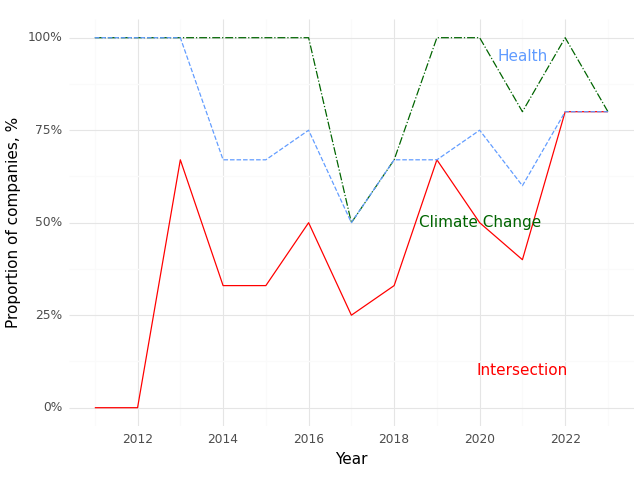 100%
75%
50%
25%
0%
Health
Climate Change
Intersection
2012 2014 2016 2018 2020 2022
Year
Proportion of companies, %